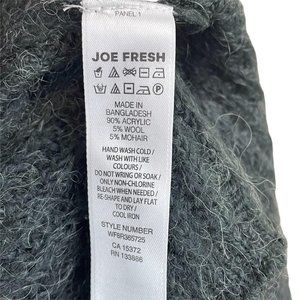 PANEL 1
JOE FRESH
MADE IN
BANGLADESH
90% ACRYLIC
5% WOOL
5% MOHAIR
HAND WASH COLD /
WASH WITH LIKE
COLOURS /
DO NOT WRING OR SOAK /
ONLY NON-CHLORINE
BLEACH WHEN NEEDED /
RE-SHAPE AND LAY FLAT
TO DRY /
COOL IRON
STYLE NUMBER
WF8R365725
CA 15372
RN 133886